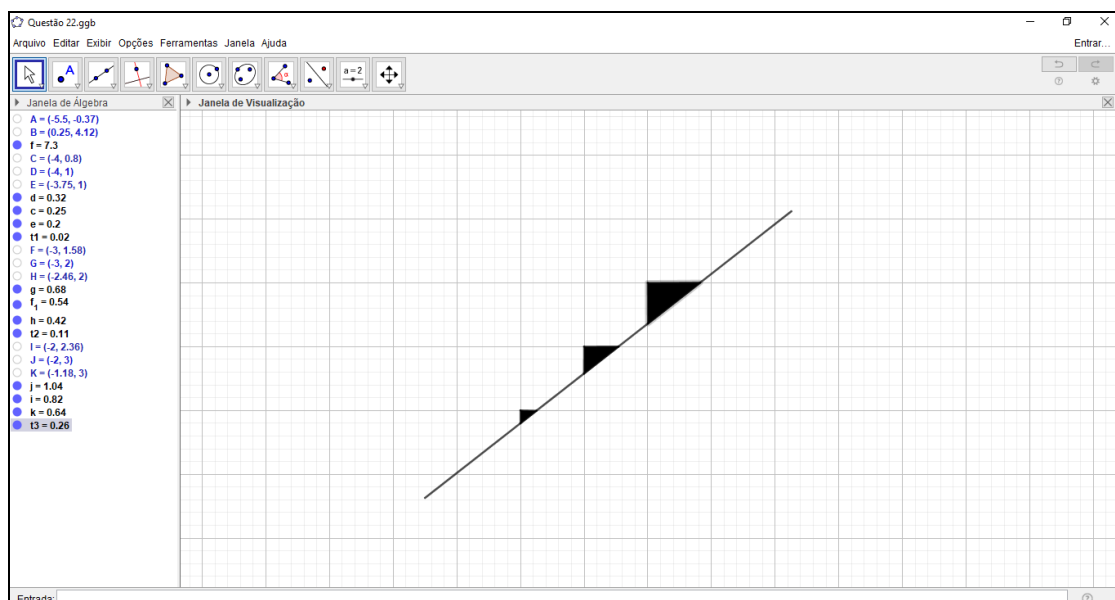 Questão 22.ggb
Arquivo Editar Exibir Opções Ferramentas Janela Ajuda
Entrar...
A
a = 2
Janela de Álgebra
Janela de Visualização
A = (-5.5, -0.37)
B = (0.25, 4.12)
f = 7.3
C = (-4, 0.8)
D = (-4, 1)
E = (-3.75, 1)
d = 0.32
c = 0.25
e = 0.2
t1 = 0.02
F = (-3, 1.58)
G = (-3, 2)
H = (-2.46, 2)
g = 0.68
f₁ = 0.54
h = 0.42
t2 = 0.11
I = (-2, 2.36)
J = (-2, 3)
K = (-1.18, 3)
j = 1.04
i = 0.82
k = 0.64
t3 = 0.26
Entrada: